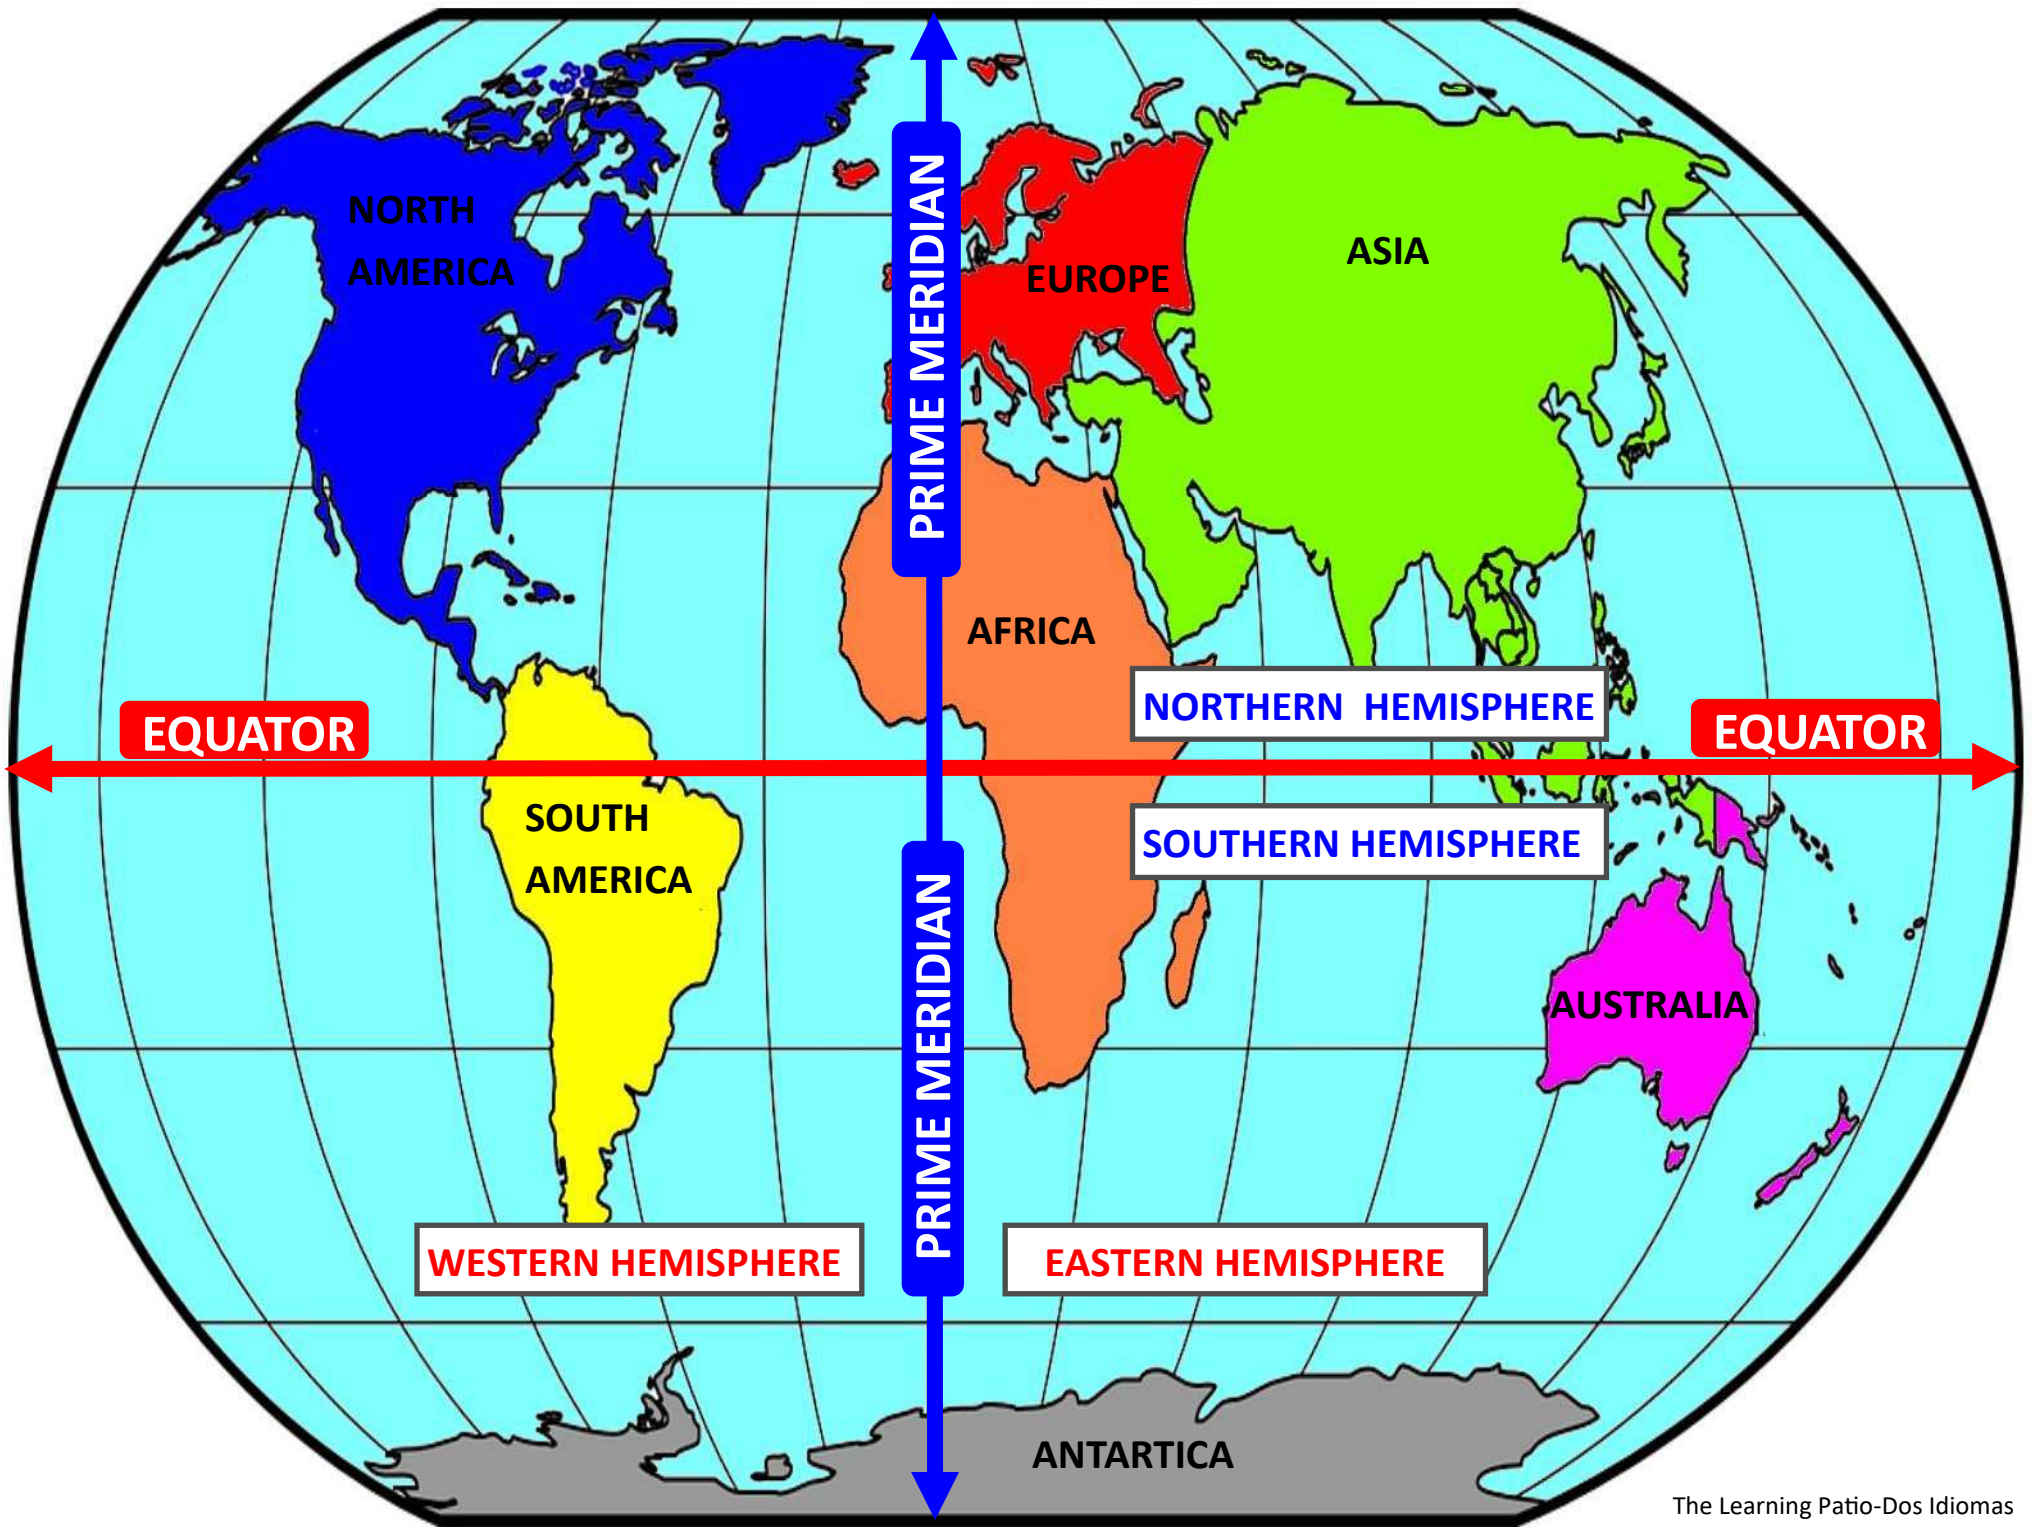 PRIME MERIDIAN
NORTH
AMERICA
EUROPE
ASIA
AFRICA
NORTHERN HEMISPHERE
EQUATOR
EQUATOR
SOUTH
AMERICA
SOUTHERN HEMISPHERE
PRIME MERIDIAN
AUSTRALIA
WESTERN HEMISPHERE
EASTERN HEMISPHERE
ANTARTICA
The Learning Patio-Dos Idiomas